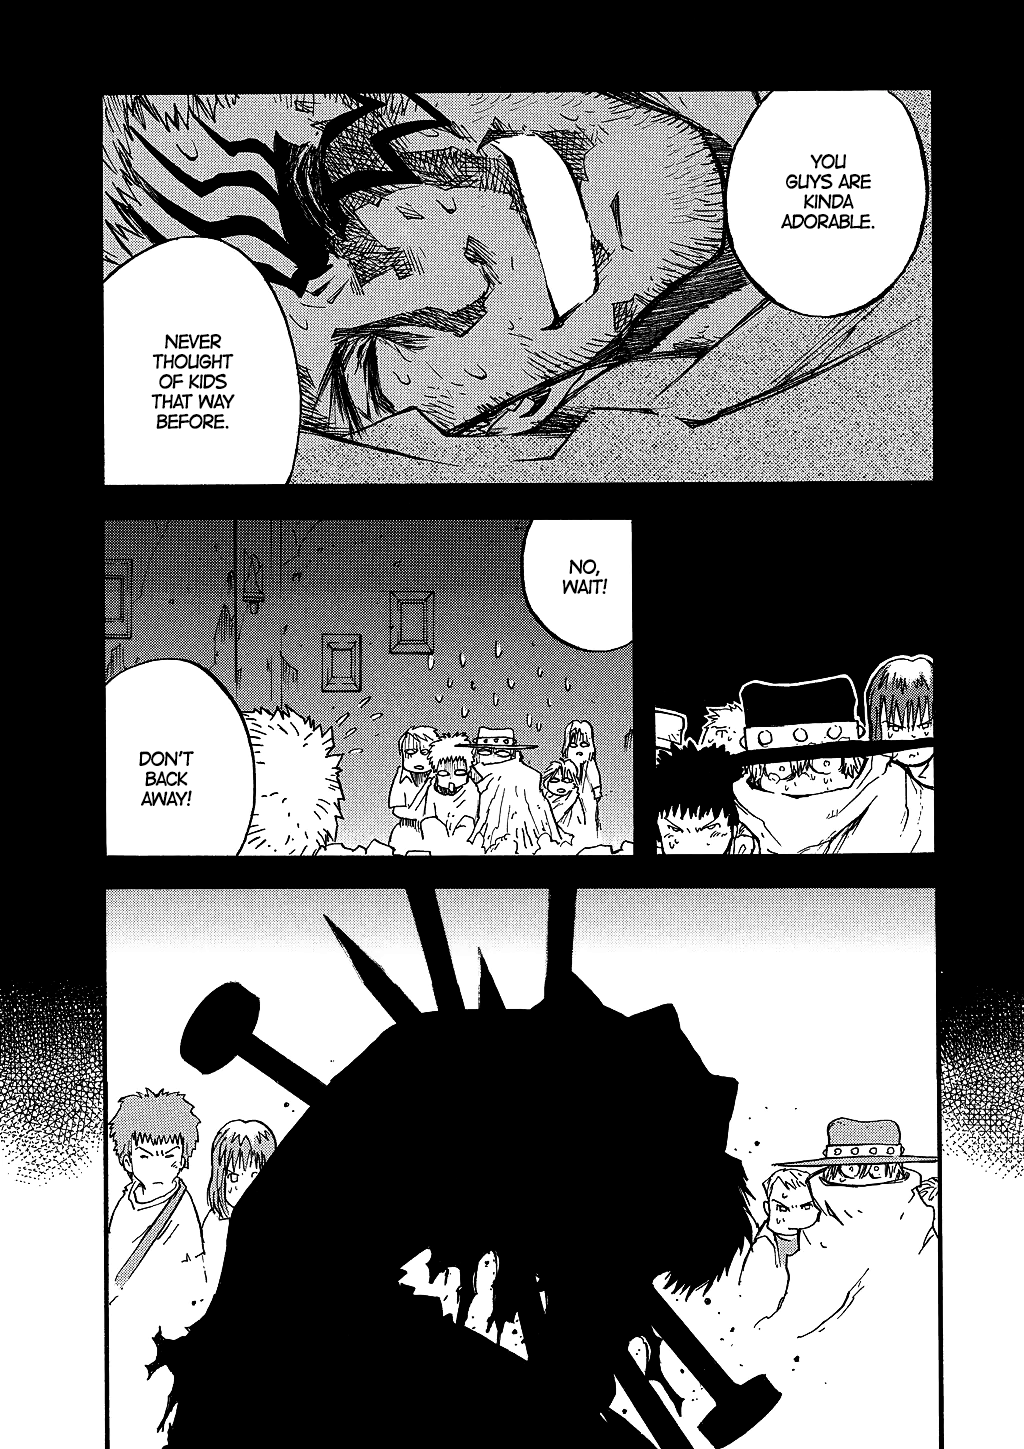 YOU
GUYS ARE
KINDA
ADORABLE.
NEVER
THOUGHT
OF KIDS
THAT WAY
BEFORE.
NO,
WAIT!
DON'T
BACK
AWAY!